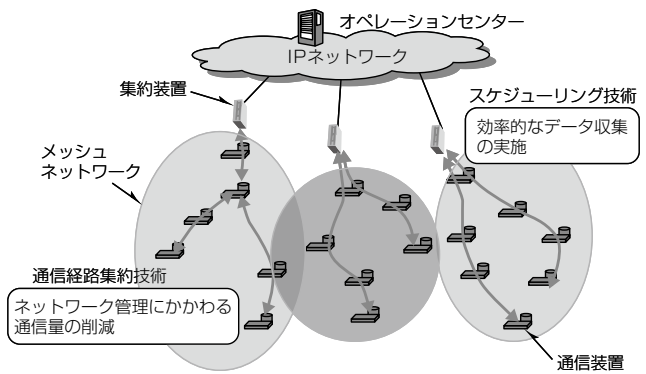 オペレーションセンター
IPネットワーク
集約装置
スケジューリング技術
効率的なデータ収集
の実施
メッシュ
ネットワーク
通信経路集約技術
ネットワーク管理にかかわる
通信量の削減
通信装置